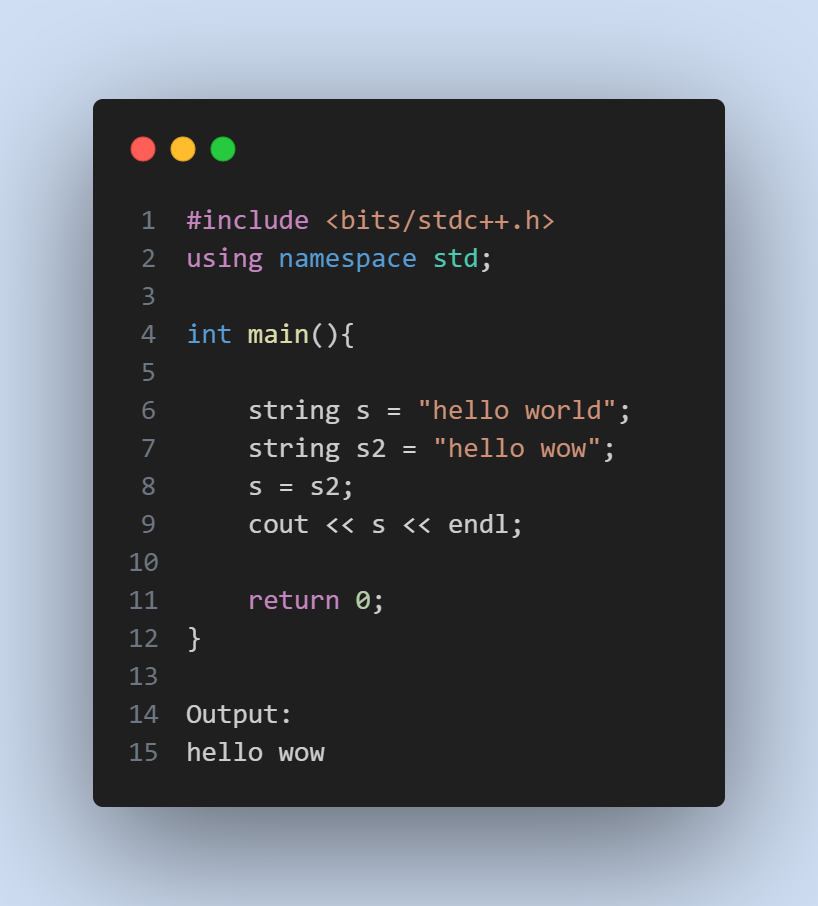 1 #include <bits/stdc++.h>
2 using namespace std;
3
4 int main(){
5
6     string s = "hello world";
7     string s2 = "hello wow";
8     s = s2;
9     cout << s << endl;
10
11     return 0;
12 }
13
14 Output:
15 hello wow